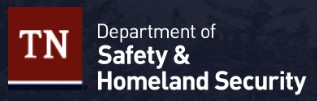 TN
Department of
Safety &
Homeland Security